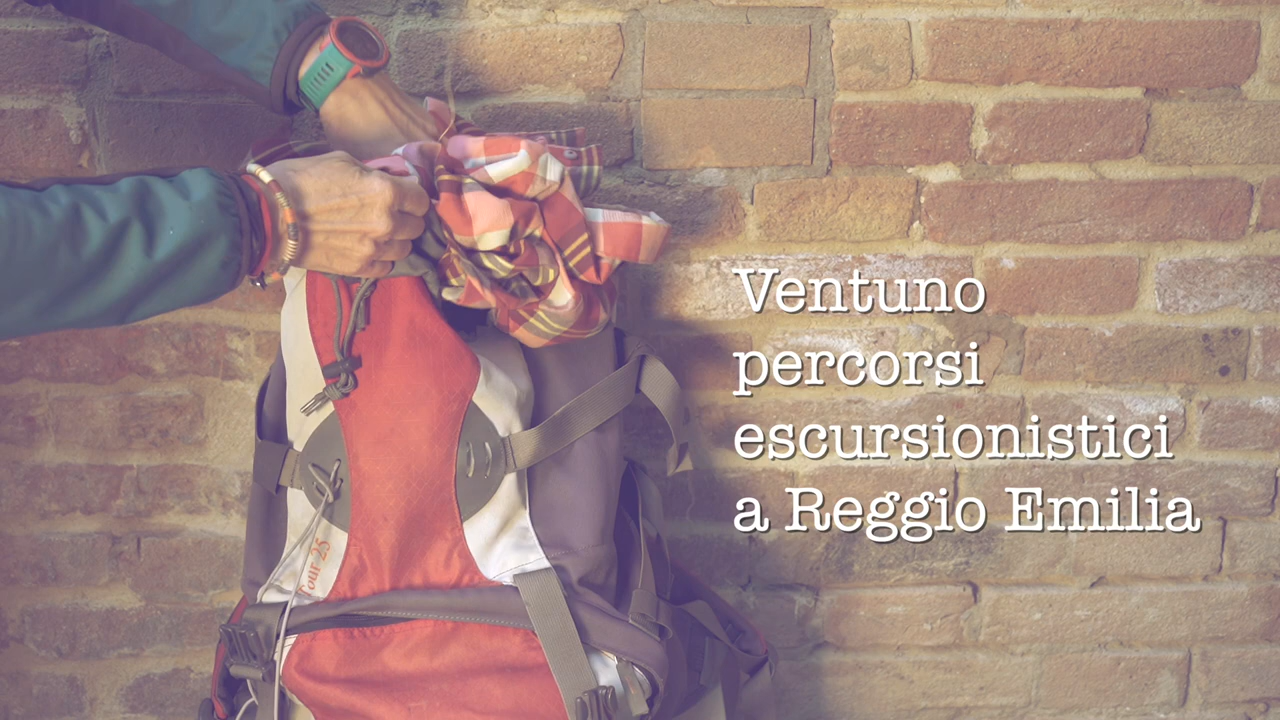 Ventuno
percorsi
escursionistici
a Reggio Emilia
Tour 25